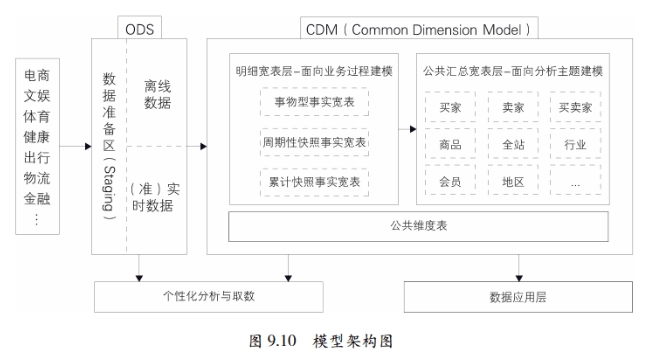 ODS
CDM(Common Dimension Model)
电商
文娱
体育
健康
出行
物流
金融
⋮
数据准备区(Staging)
离线
数据
(准)实
时数据
明细宽表层-面向业务过程建模
事物型事实宽表
周期性快照事实宽表
累计快照事实宽表
公共汇总宽表层-面向分析主题建模
买家 卖家 买卖家
商品 全站 行业
会员 地区 ...
公共维度表
个性化分析与取数
数据应用层
图 9.10 模型架构图